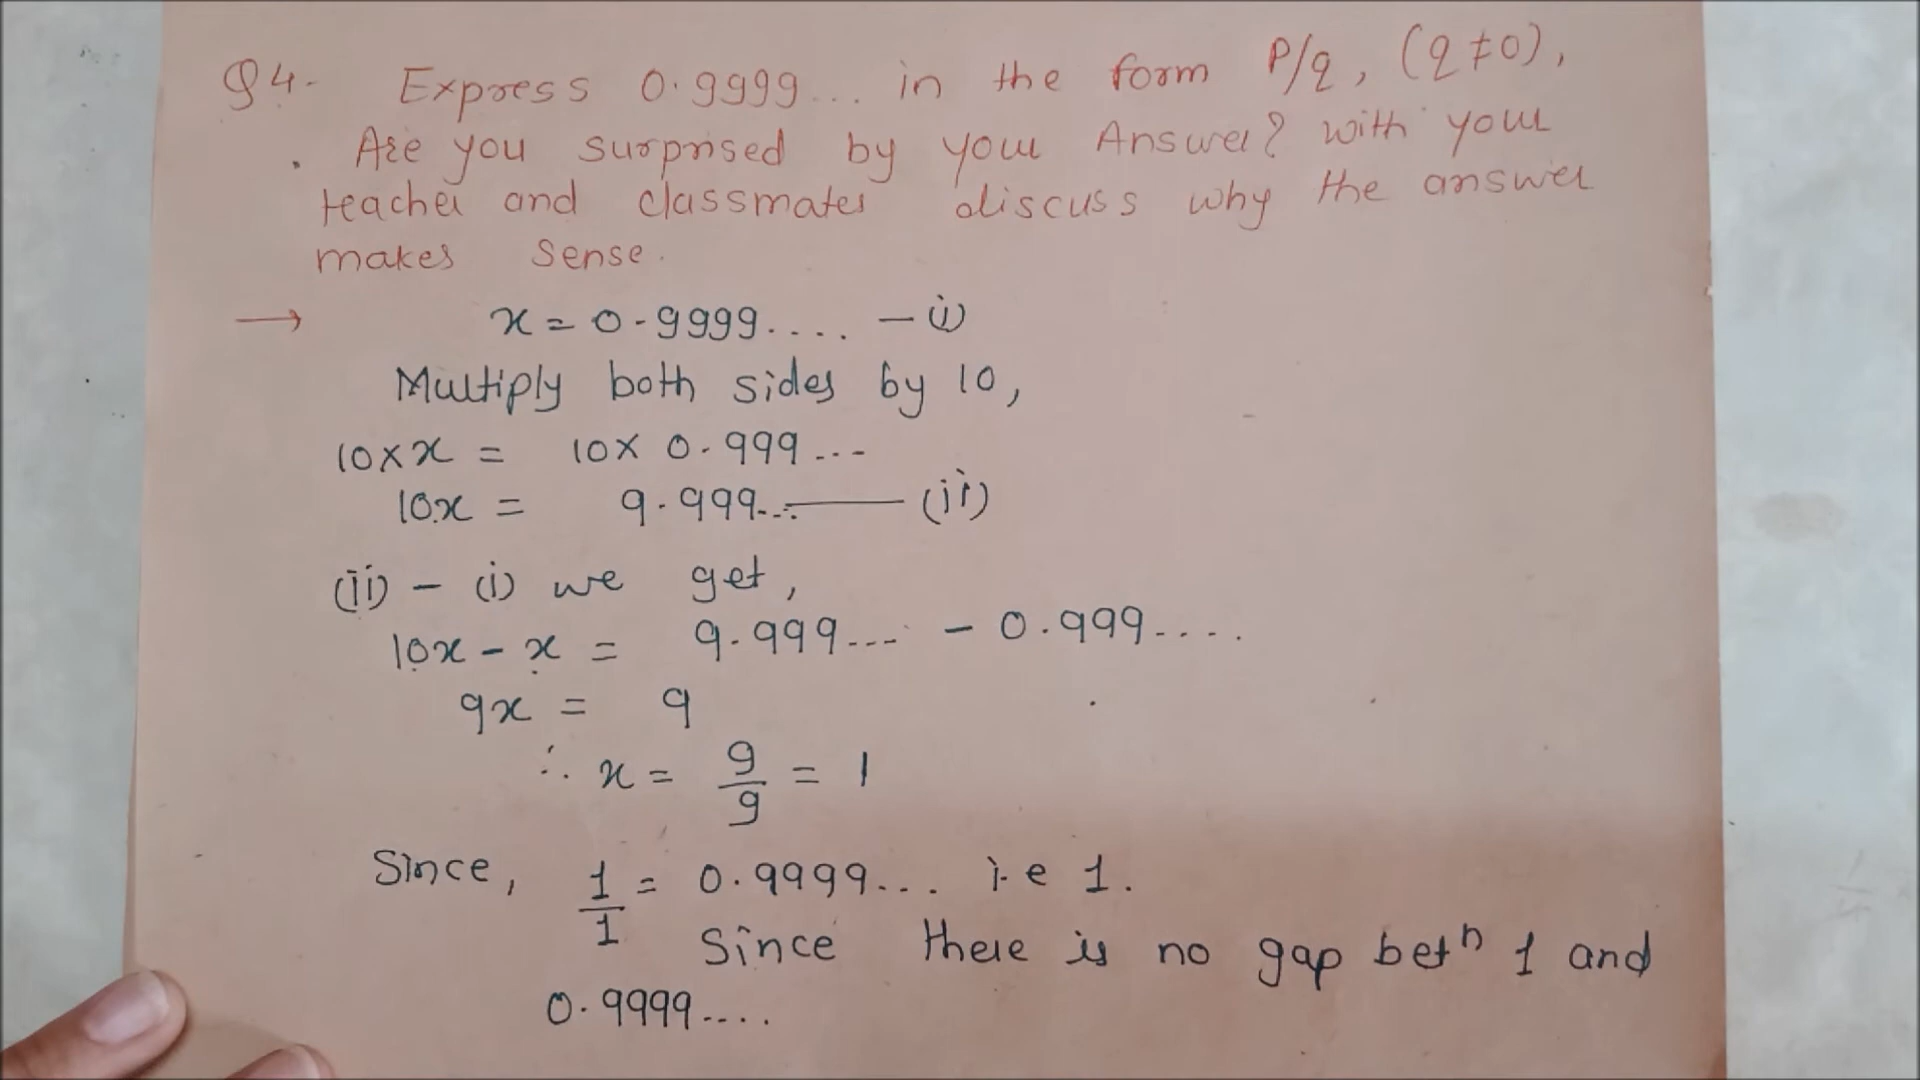 Q4. Express 0.9999... in the form P/q, (q≠0),
Are you surprised by your Answer? with your
teacher and classmates discuss why the answer
makes sense.
→ x = 0.9999.... - (i)
Multiply both sides by 10,
10 × x = 10 × 0.999...
10x = 9.999... — (ii)
(ii) - (i) we get,
10x - x = 9.999... - 0.999....
9x = 9
∴ x = 9/9 = 1
Since, 1/1 = 0.9999... i.e 1.
Since there is no gap betn 1 and
0.9999....